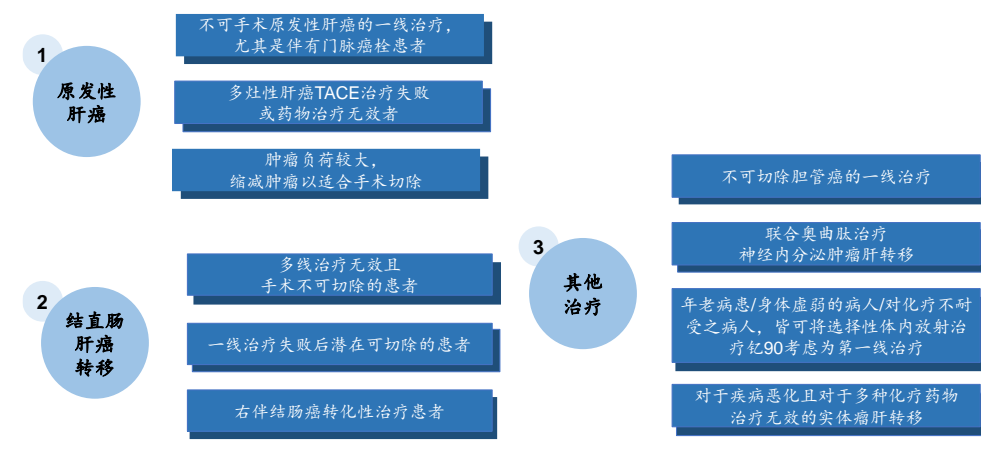 1
原发性
肝癌
不可手术原发性肝癌的一线治疗，
尤其是伴有门脉癌栓患者
多灶性肝癌TACE治疗失败
或药物治疗无效者
肿瘤负荷较大，
缩减肿瘤以适合手术切除
2
结直肠
肝癌
转移
多线治疗无效且
手术不可切除的患者
一线治疗失败后潜在可切除的患者
右伴结肠癌转化性治疗患者
3
其他
治疗
不可切除胆管癌的一线治疗
联合奥曲肽治疗
神经内分泌肿瘤肝转移
年老病患/身体虚弱的病人/对化疗不耐
受之病人，皆可将选择性体内放射治
疗钇90考虑为第一线治疗
对于疾病恶化且对于多种化疗药物
治疗无效的实体瘤肝转移